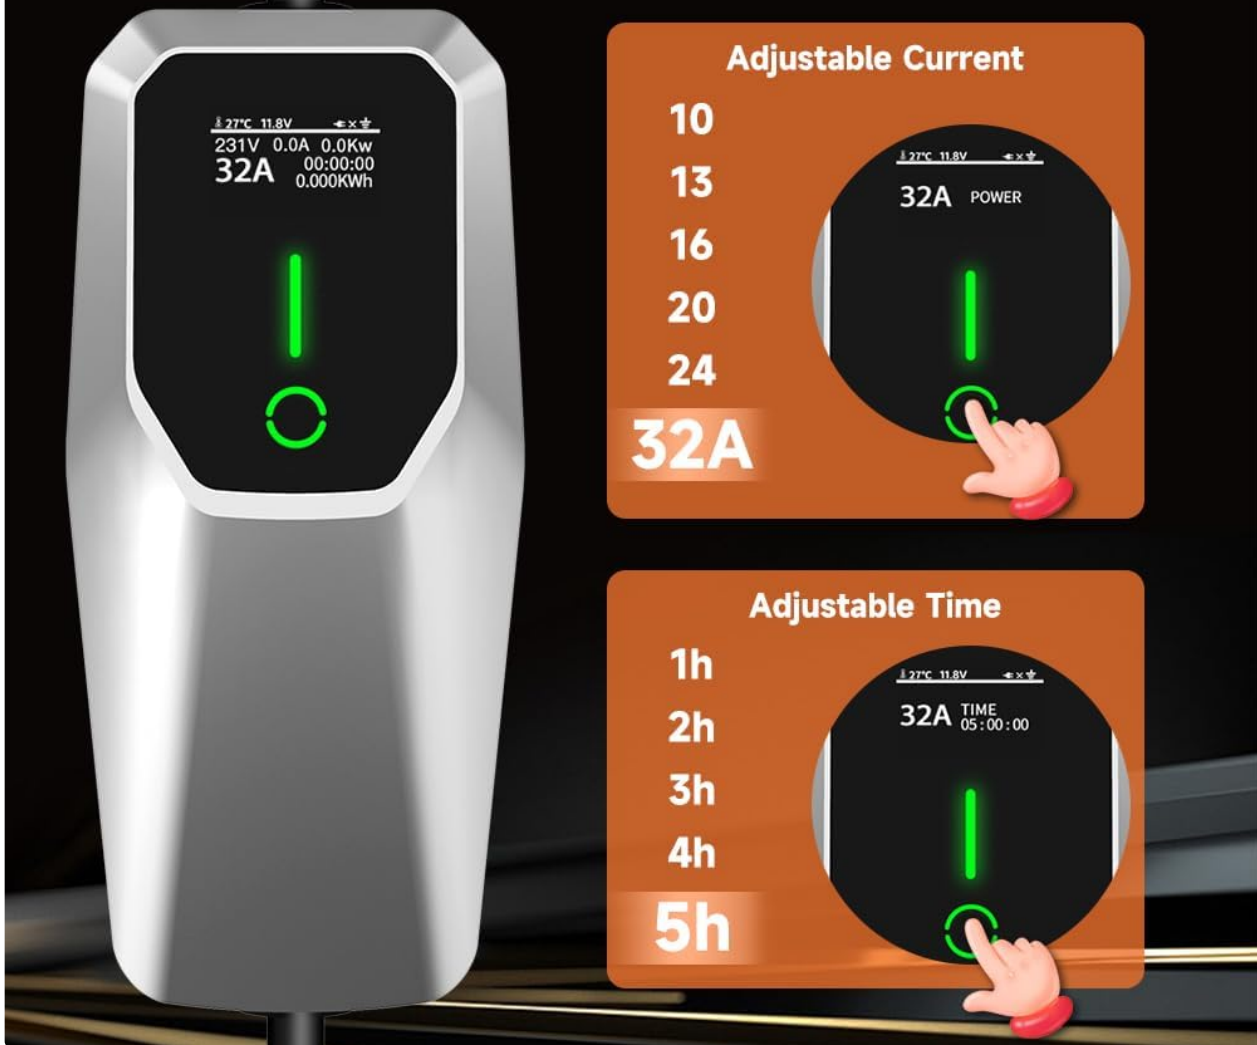 27°C 11.8V
231V 0.0A 0.0Kw
32A 00:00:00
0.000KWh
Adjustable Current
10
13
16
20
24
32A
27°C 11.8V
32A POWER
Adjustable Time
1h
2h
3h
4h
5h
27°C 11.8V
32A TIME
05:00:00